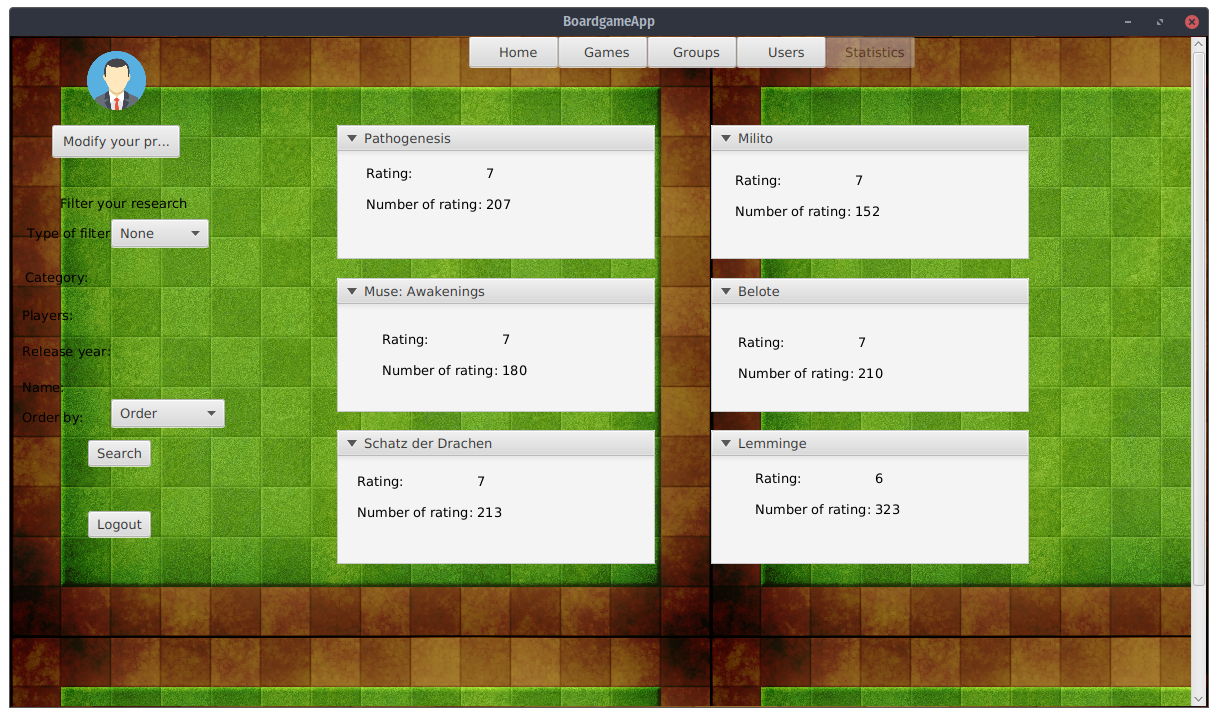 BoardgameApp
Home
Games
Groups
Users
Statistics
Modify your pr...
Filter your research
Type of filter
None
Category:
Players:
Release year:
Name:
Order by:
Order
Search
Logout
Pathogenesis
Rating: 7
Number of rating: 207
Milito
Rating: 7
Number of rating: 152
Muse: Awakenings
Rating: 7
Number of rating: 180
Belote
Rating: 7
Number of rating: 210
Schatz der Drachen
Rating: 7
Number of rating: 213
Lemminge
Rating: 6
Number of rating: 323